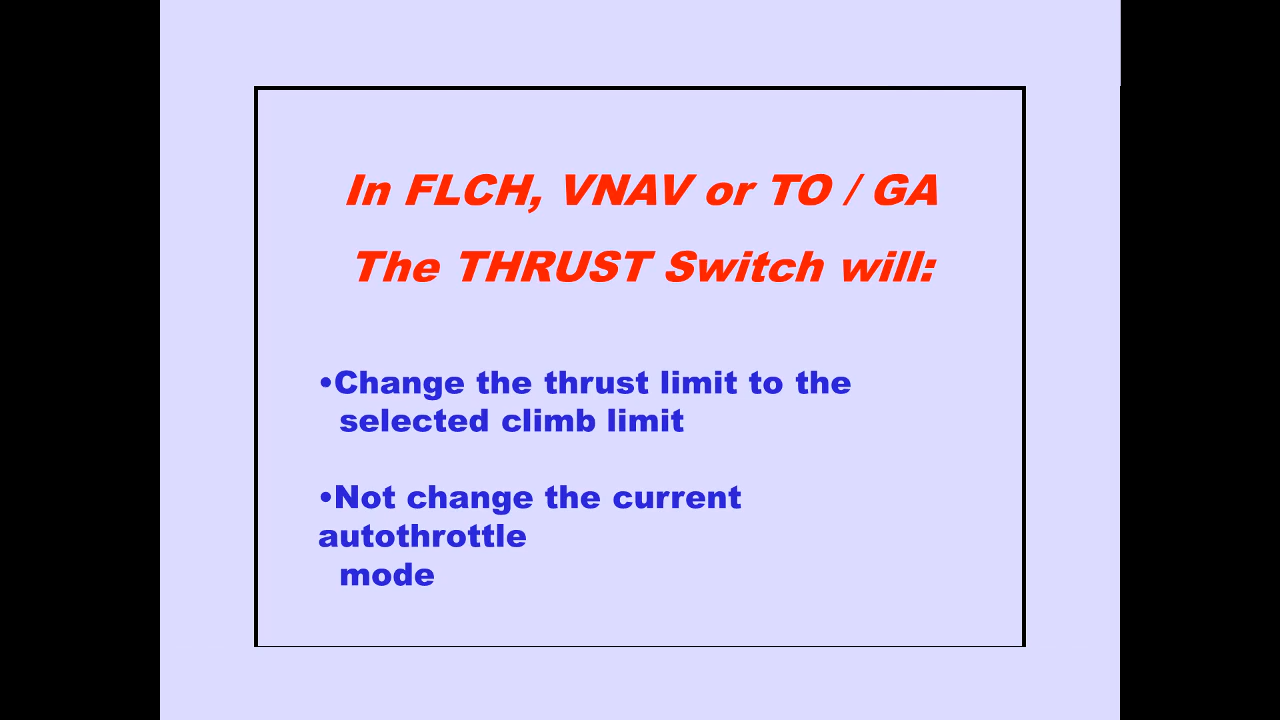 In FLCH, VNAV or TO / GA
The THRUST Switch will:
•Change the thrust limit to the
selected climb limit
•Not change the current
autothrottle
mode